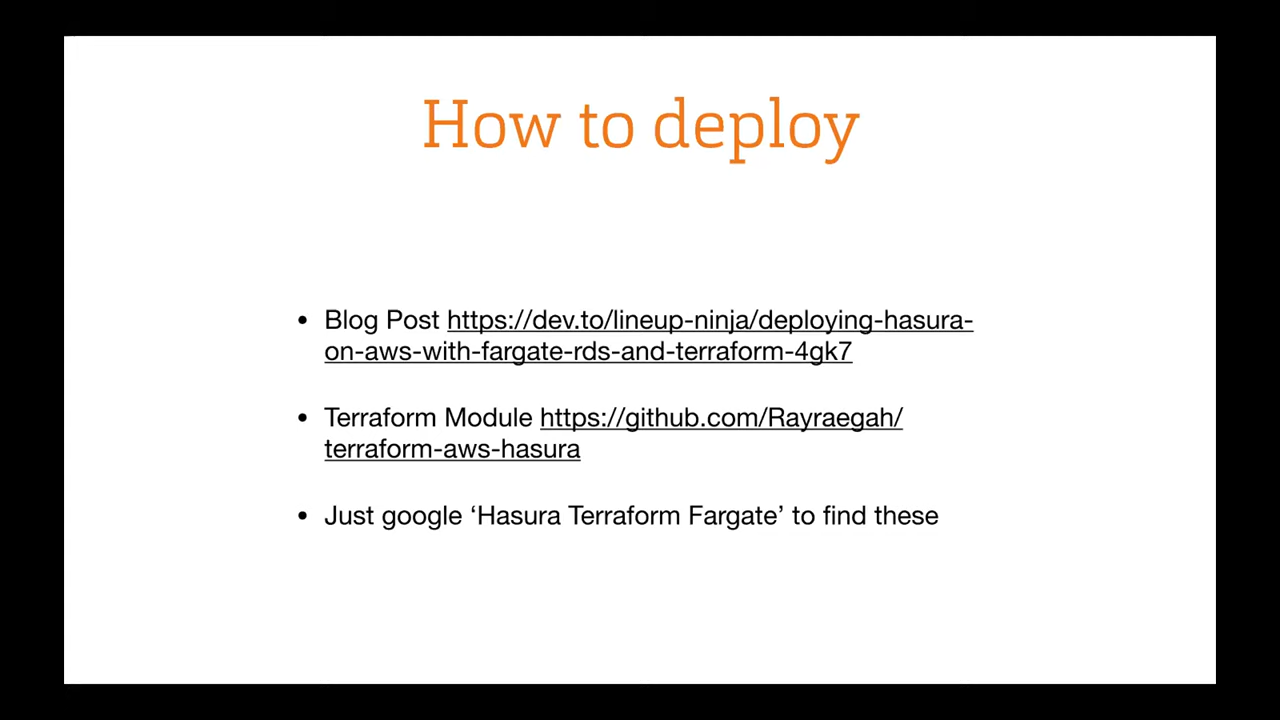 How to deploy
• Blog Post https://dev.to/lineup-ninja/deploying-hasura-
on-aws-with-fargate-rds-and-terraform-4gk7
• Terraform Module https://github.com/Rayraegah/
terraform-aws-hasura
• Just google ‘Hasura Terraform Fargate’ to find these